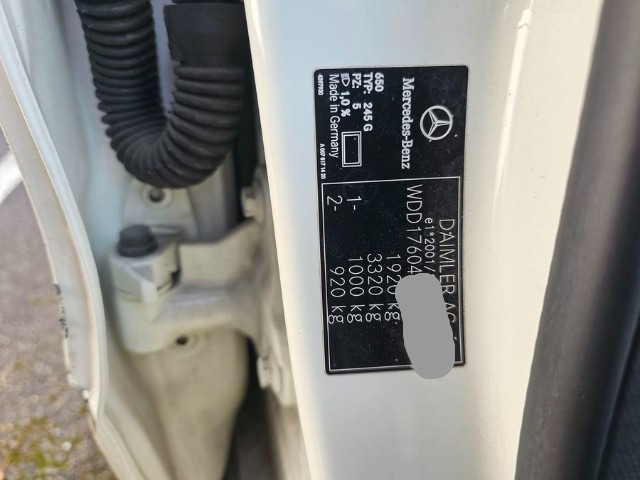 Mercedes-Benz
650
TYP: 245 G
PZ: 5
1,0 %
Made in Germany
DAIMLER AG
e1*2001/
WDD17604
1920 kg
3320 kg
1- 1000 kg
2- 920 kg